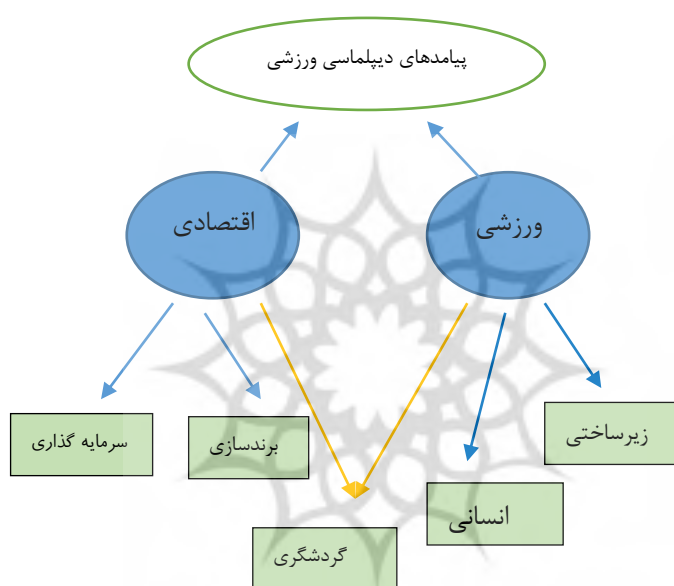 پیامدهای دیپلماسی ورزشی
ورزشی
اقتصادی
زیرساختی
برندسازی
سرمایه گذاری
انسانی
گردشگری